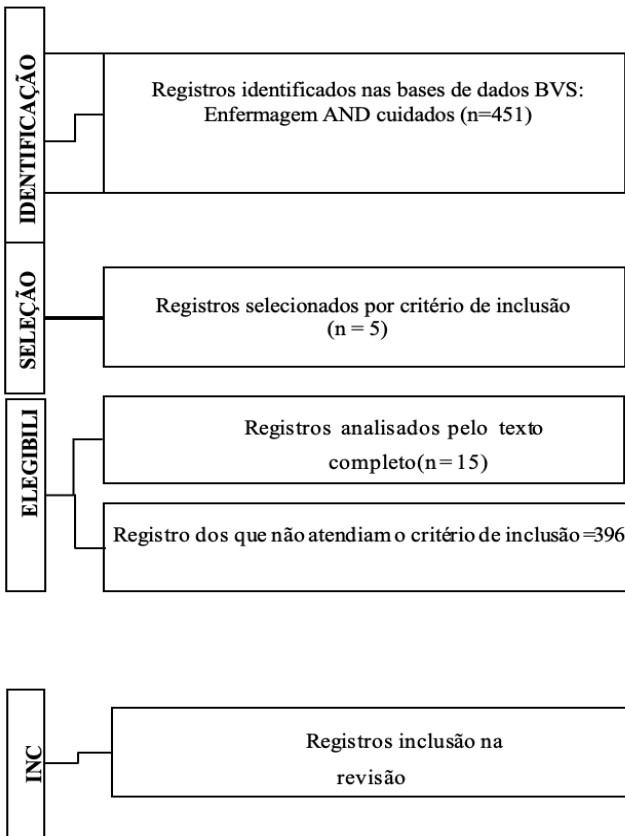 IDENTIFICAÇÃO
Registros identificados nas bases de dados BVS:
Enfermagem AND cuidados (n=451)
SELEÇÃO
Registros selecionados por critério de inclusão
(n = 5)
ELEGIBILI
Registros analisados pelo texto
completo(n=15)
Registro dos que não atendiam o critério de inclusão =396
INC
Registros inclusão na
revisão